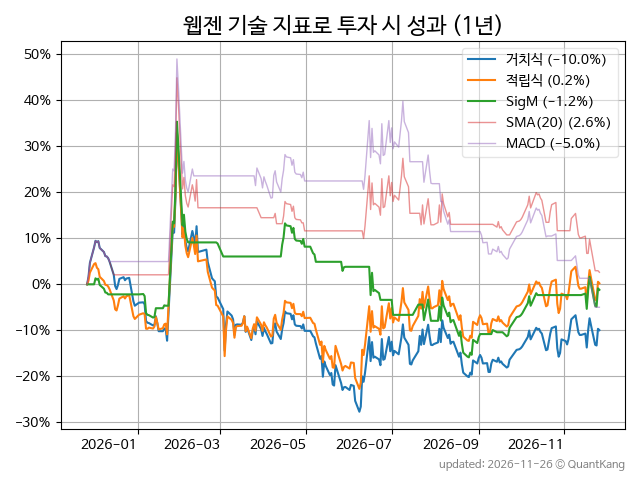 웹젠 기술 지표로 투자 시 성과 (1년)
50%
40%
30%
20%
10%
0%
−10%
−20%
−30%
거치식 (−10.0%)
적립식 (0.2%)
SigM (−1.2%)
SMA(20) (2.6%)
MACD (−5.0%)
2026-01 2026-03 2026-05 2026-07 2026-09 2026-11
updated: 2026-11-26 ⓒ QuantKang